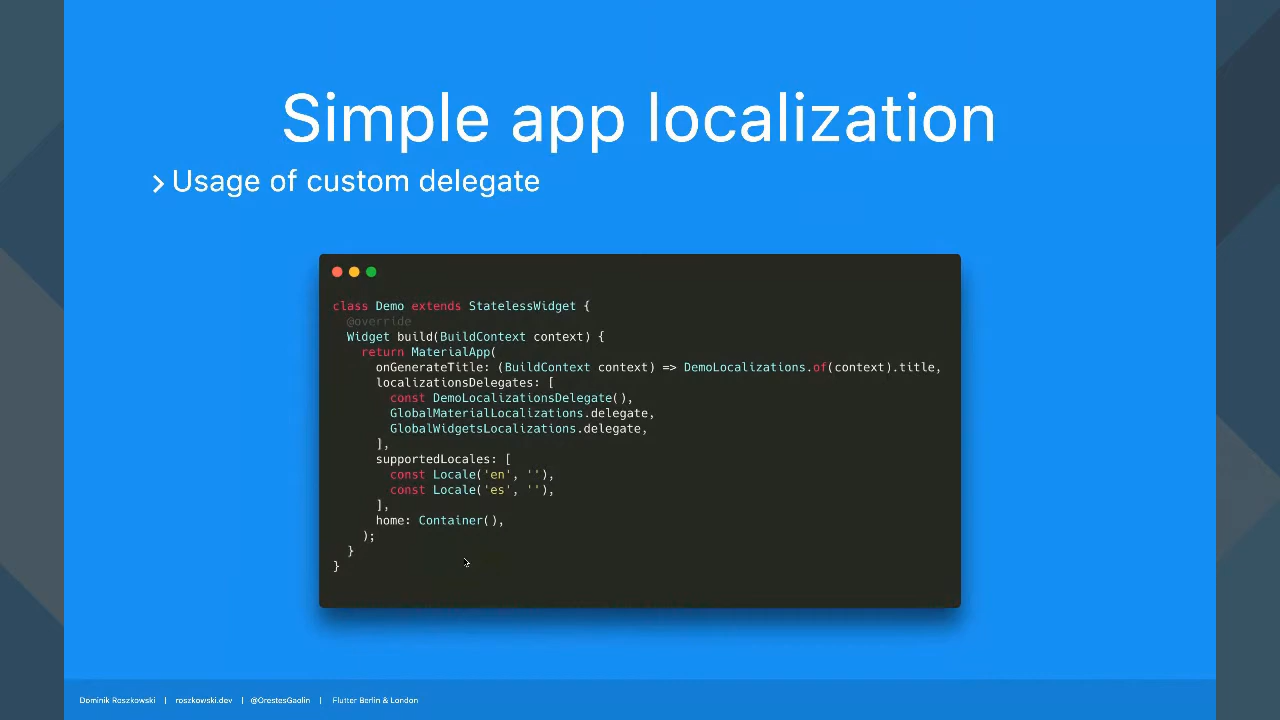 Simple app localization
› Usage of custom delegate
class Demo extends StatelessWidget {
  @override
  Widget build(BuildContext context) {
    return MaterialApp(
      onGenerateTitle: (BuildContext context) => DemoLocalizations.of(context).title,
      localizationsDelegates: [
        const DemoLocalizationsDelegate(),
        GlobalMaterialLocalizations.delegate,
        GlobalWidgetsLocalizations.delegate,
      ],
      supportedLocales: [
        const Locale('en', ''),
        const Locale('es', ''),
      ],
      home: Container(),
    );
  }
}
Dominik Roszkowski | roszkowski.dev | @OrestesGaolin | Flutter Berlin & London